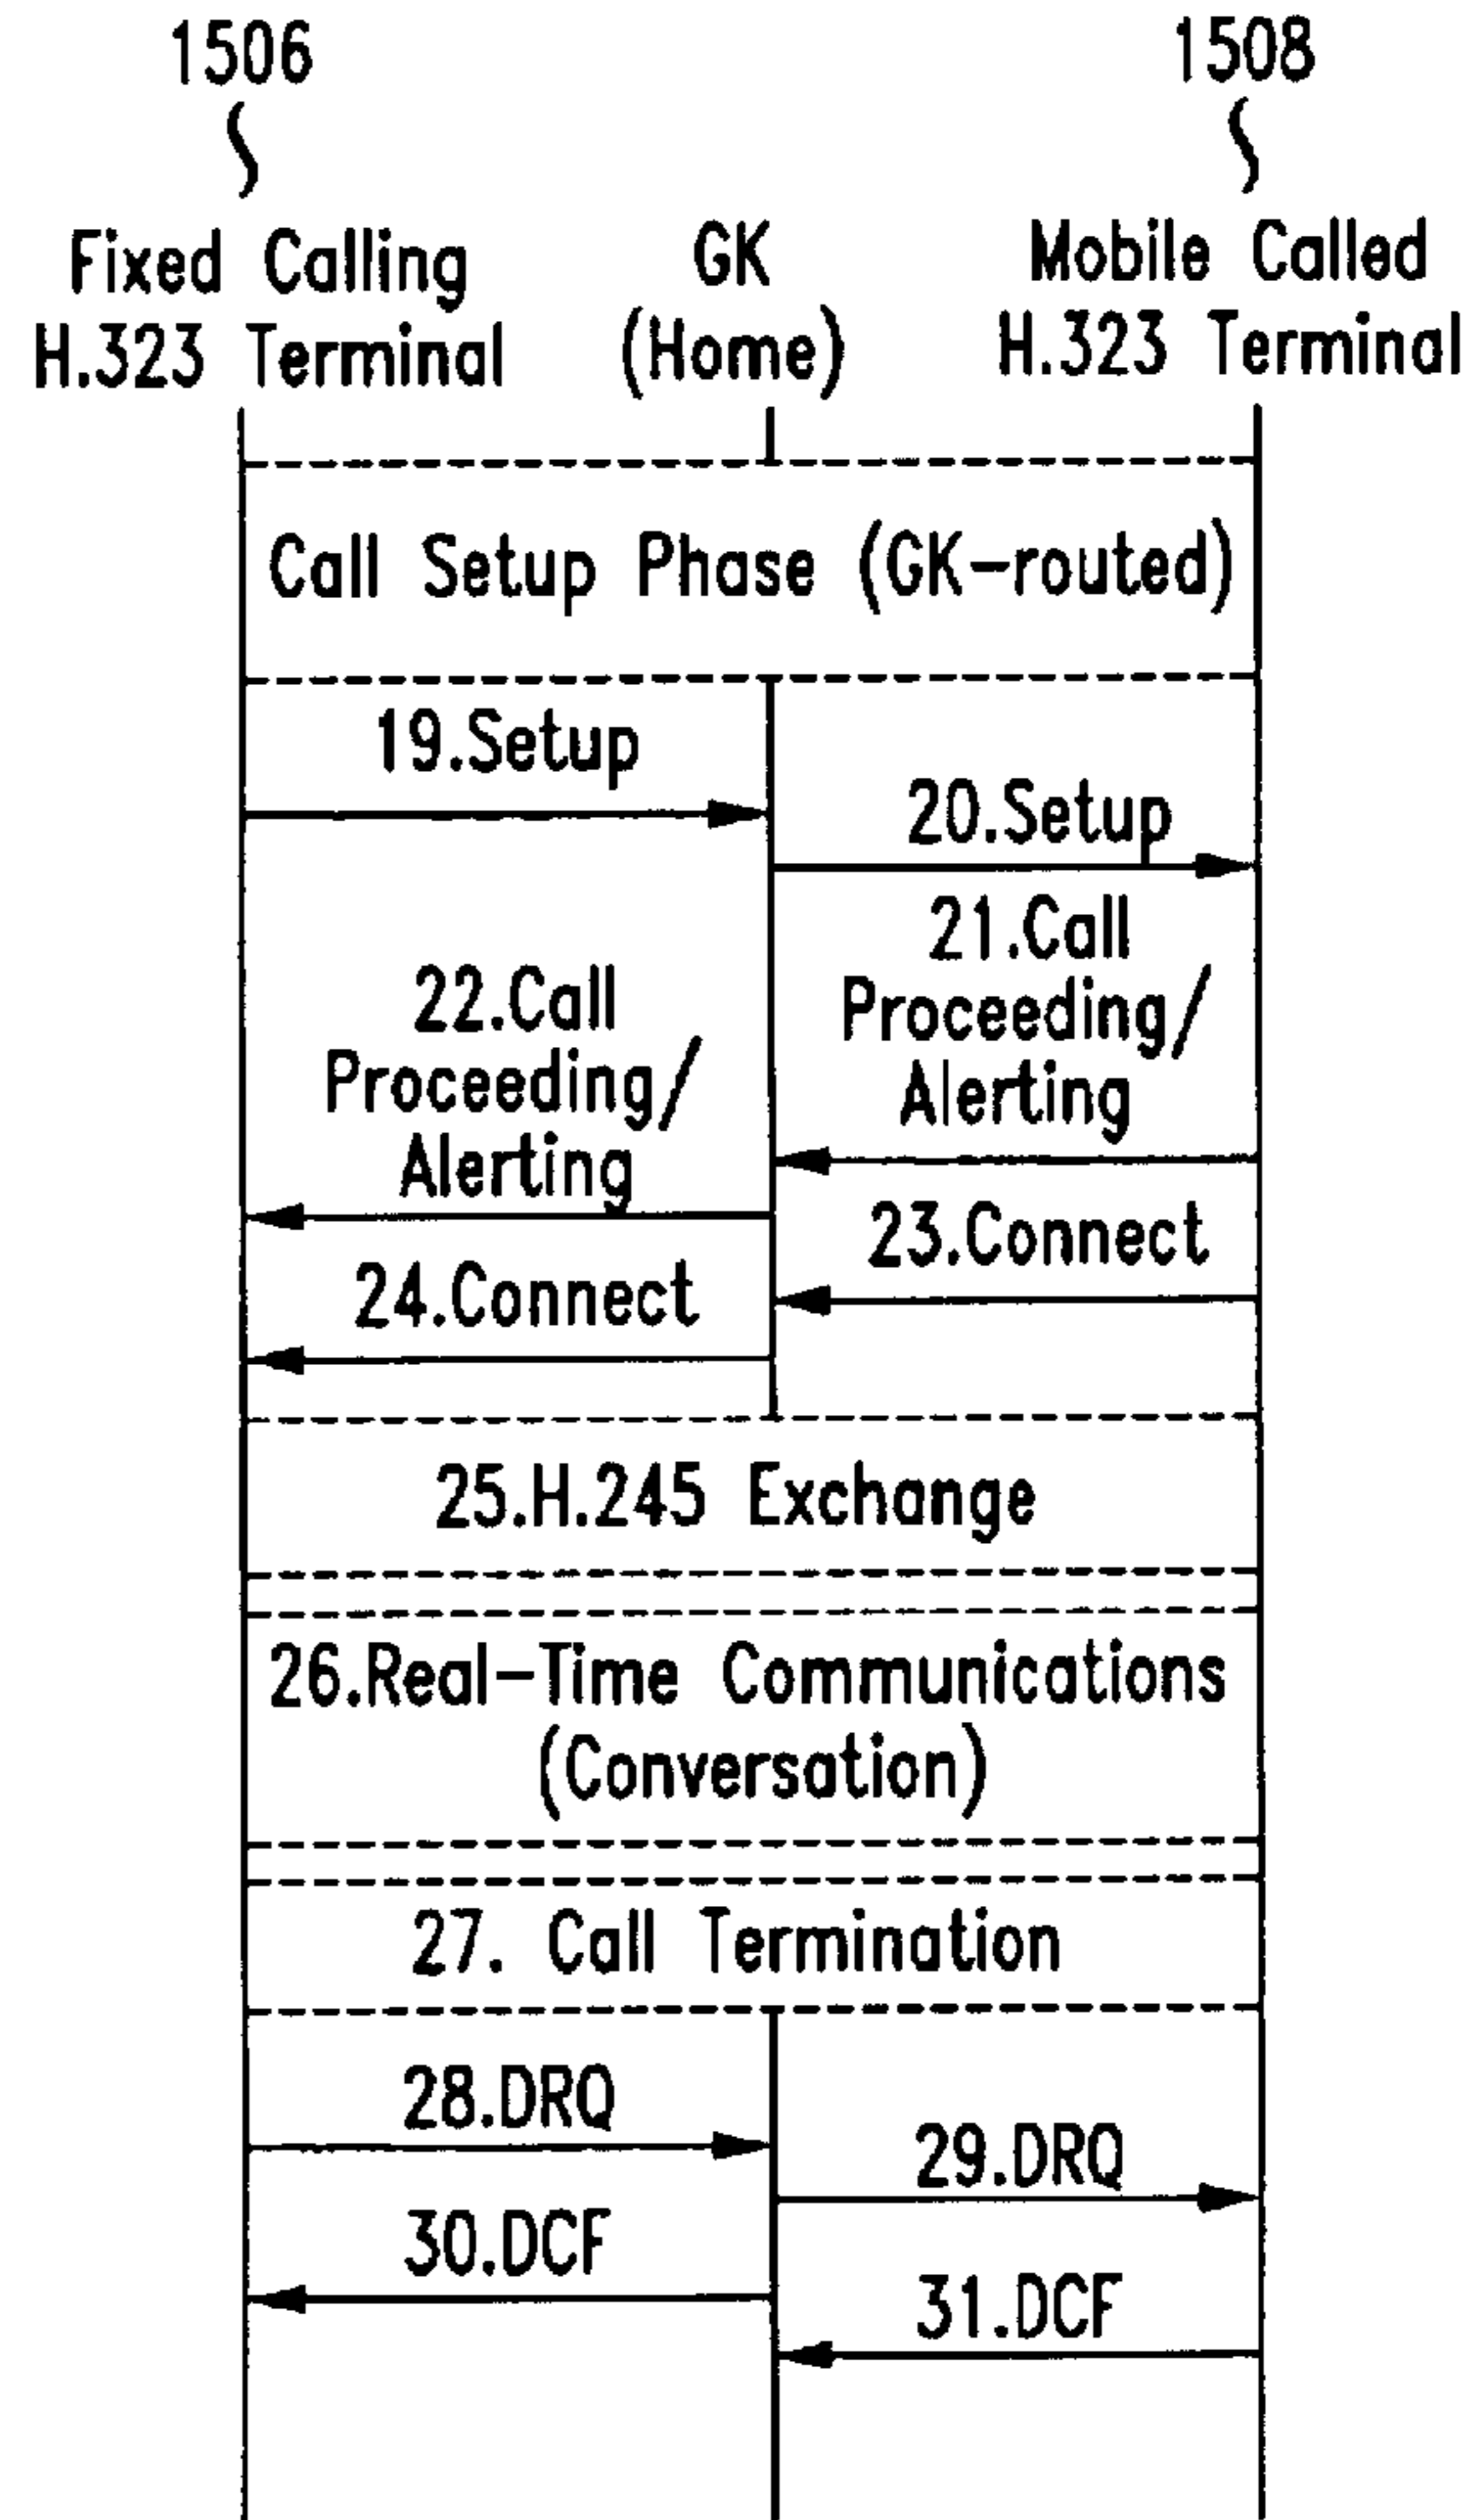 1506
1508
Fixed Calling
H.323 Terminal
GK
(Home)
Mobile Called
H.323 Terminal
Call Setup Phase (GK-routed)
19.Setup
20.Setup
21.Call
Proceeding/
Alerting
22.Call
Proceeding/
Alerting
23.Connect
24.Connect
25.H.245 Exchange
26.Real-Time Communications
(Conversation)
27. Call Termination
28.DRQ
29.DRQ
30.DCF
31.DCF